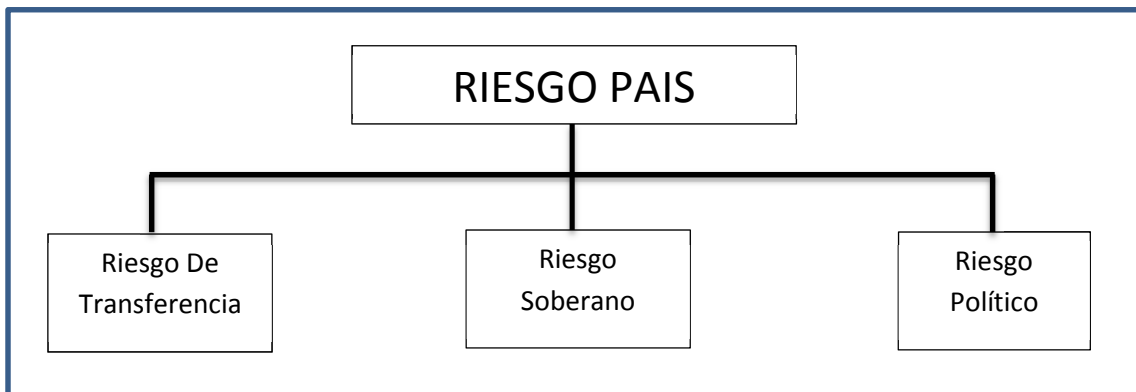 RIESGO PAIS
Riesgo De
Transferencia
Riesgo
Soberano
Riesgo
Político